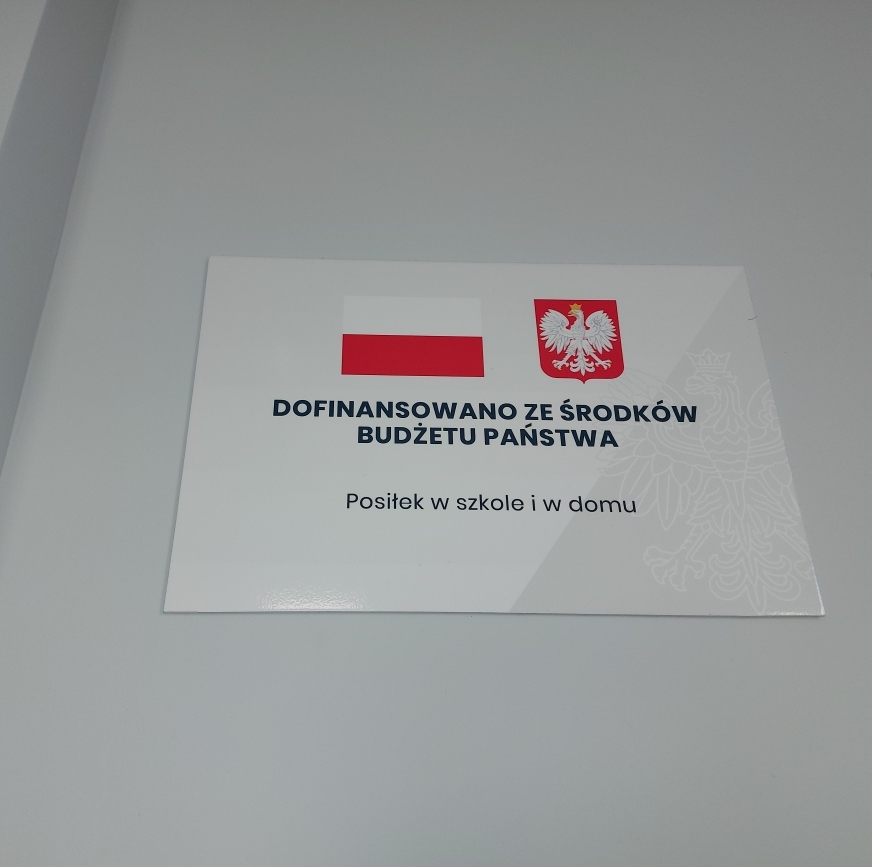 DOFINANSOWANO ZE ŚRODKÓW
BUDŻETU PAŃSTWA
Posiłek w szkole i w domu